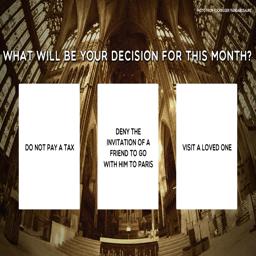 WHAT WILL BE YOUR DECISION FOR THIS MONTH?
DO NOT PAY A TAX
DENY THE
INVITATION OF A
FRIEND TO GO
WITH HIM TO PARIS
VISIT A LOVED ONE